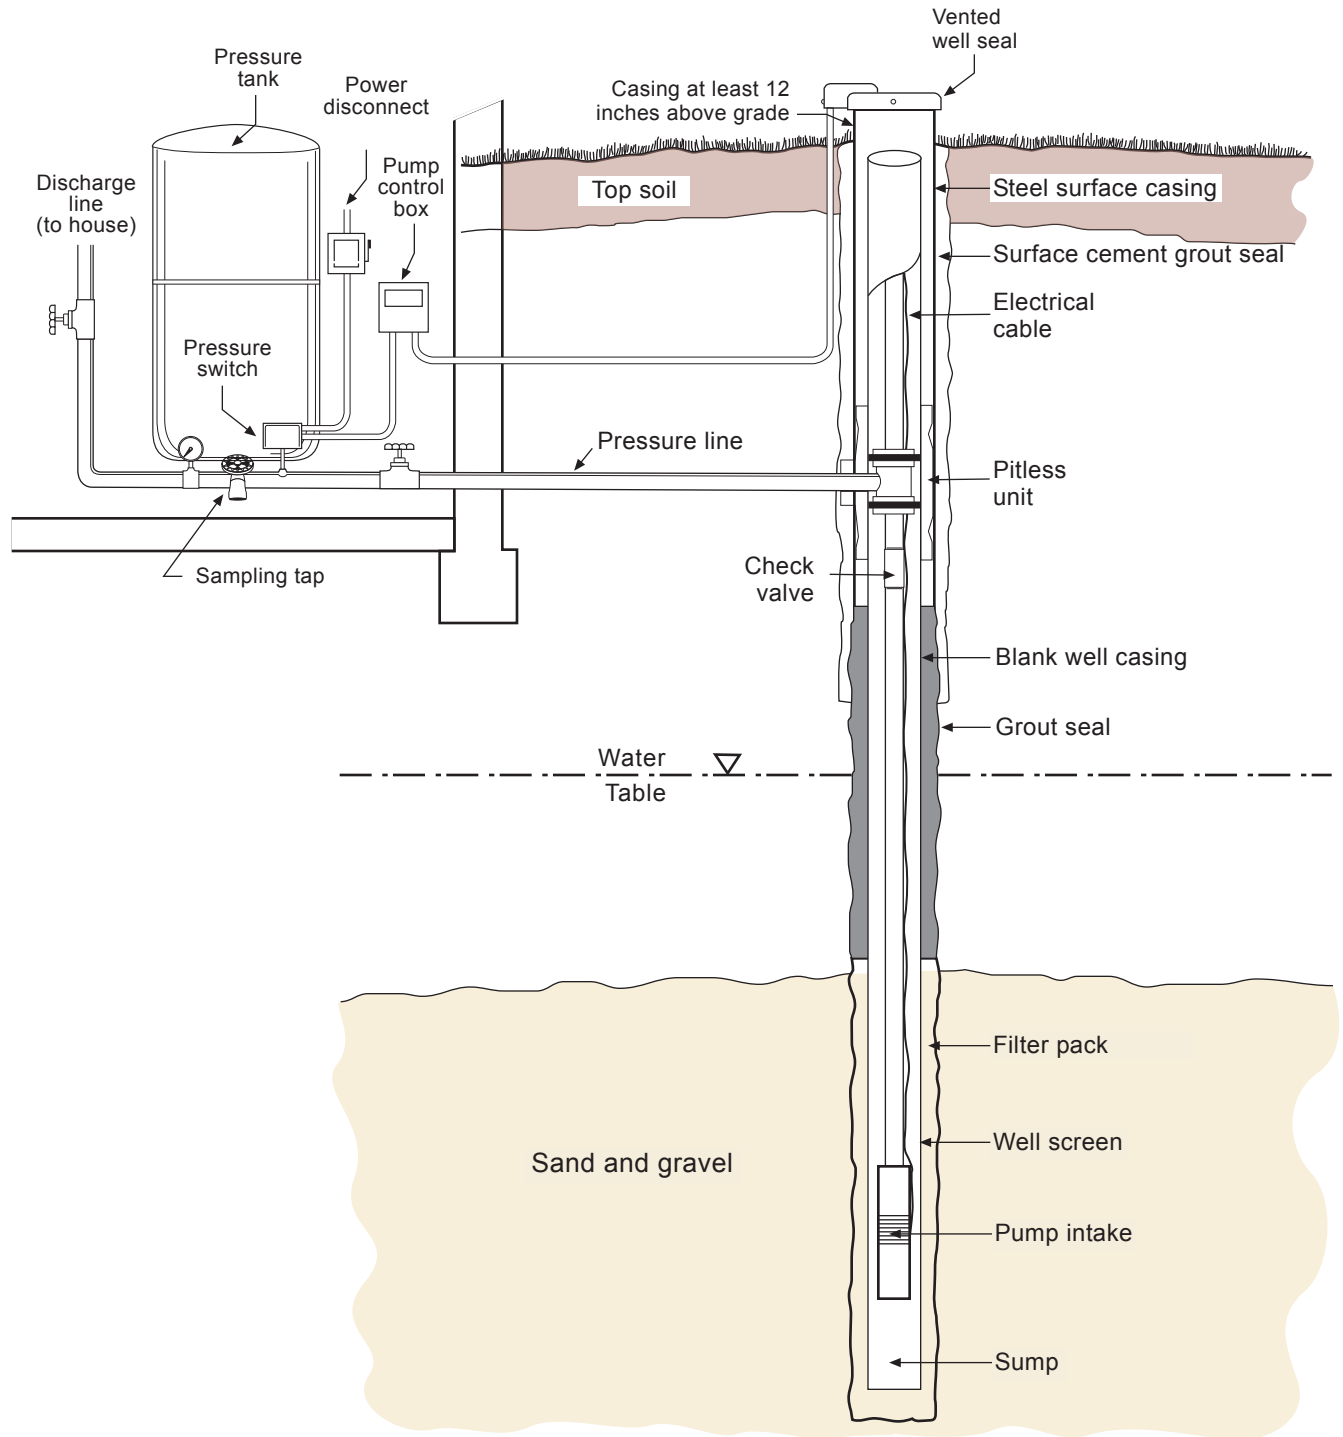 Vented
well seal
Pressure
tank
Power
disconnect
Casing at least 12
inches above grade
Pump
control
box
Discharge
line
(to house)
Top soil
Steel surface casing
Surface cement grout seal
Electrical
cable
Pressure
switch
Pressure line
Pitless
unit
Sampling tap
Check
valve
Blank well casing
Grout seal
Water
Table
Filter pack
Well screen
Sand and gravel
Pump intake
Sump